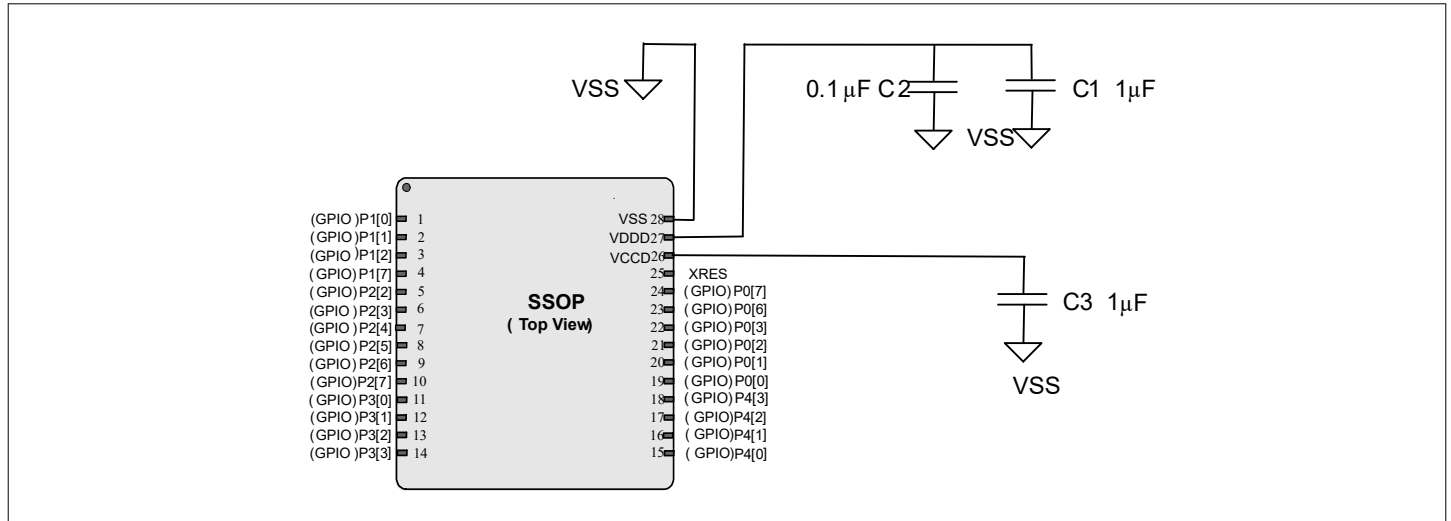 VSS
0.1 µF C2
C1 1µF
VSS
(GPIO )P1[0] 1
(GPIO )P1[1] 2
(GPIO )P1[2] 3
(GPIO )P1[7] 4
(GPIO )P2[2] 5
(GPIO )P2[3] 6
(GPIO )P2[4] 7
(GPIO )P2[5] 8
(GPIO )P2[6] 9
(GPIO )P2[7] 10
(GPIO )P3[0] 11
(GPIO )P3[1] 12
(GPIO )P3[2] 13
(GPIO )P3[3] 14
SSOP
( Top View)
VSS 28
VDDD27
VCCD26
25 XRES
24 (GPIO) P0[7]
23 (GPIO) P0[6]
22 (GPIO) P0[3]
21 (GPIO) P0[2]
20 (GPIO) P0[1]
19 (GPIO) P0[0]
18 (GPIO) P4[3]
17 ( GPIO)P4[2]
16 ( GPIO)P4[1]
15 ( GPIO)P4[0]
C3 1µF
VSS